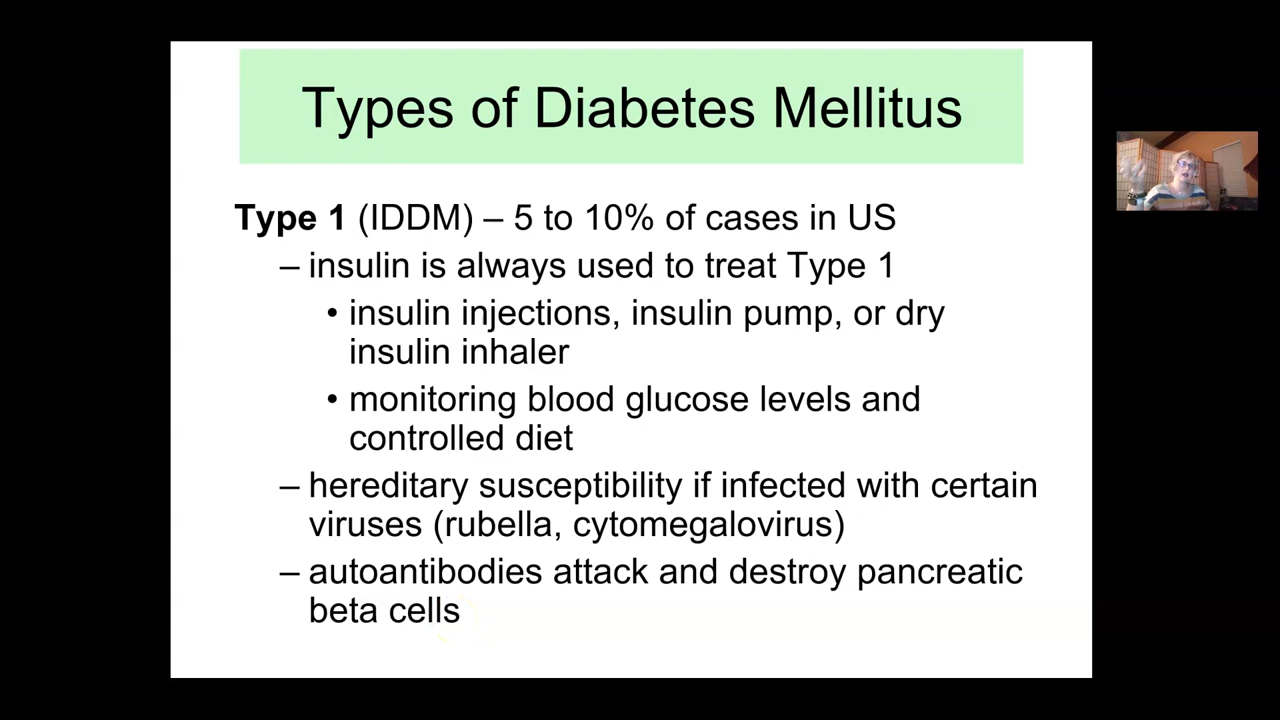 Types of Diabetes Mellitus
Type 1 (IDDM) – 5 to 10% of cases in US
– insulin is always used to treat Type 1
• insulin injections, insulin pump, or dry
insulin inhaler
• monitoring blood glucose levels and
controlled diet
– hereditary susceptibility if infected with certain
viruses (rubella, cytomegalovirus)
– autoantibodies attack and destroy pancreatic
beta cells